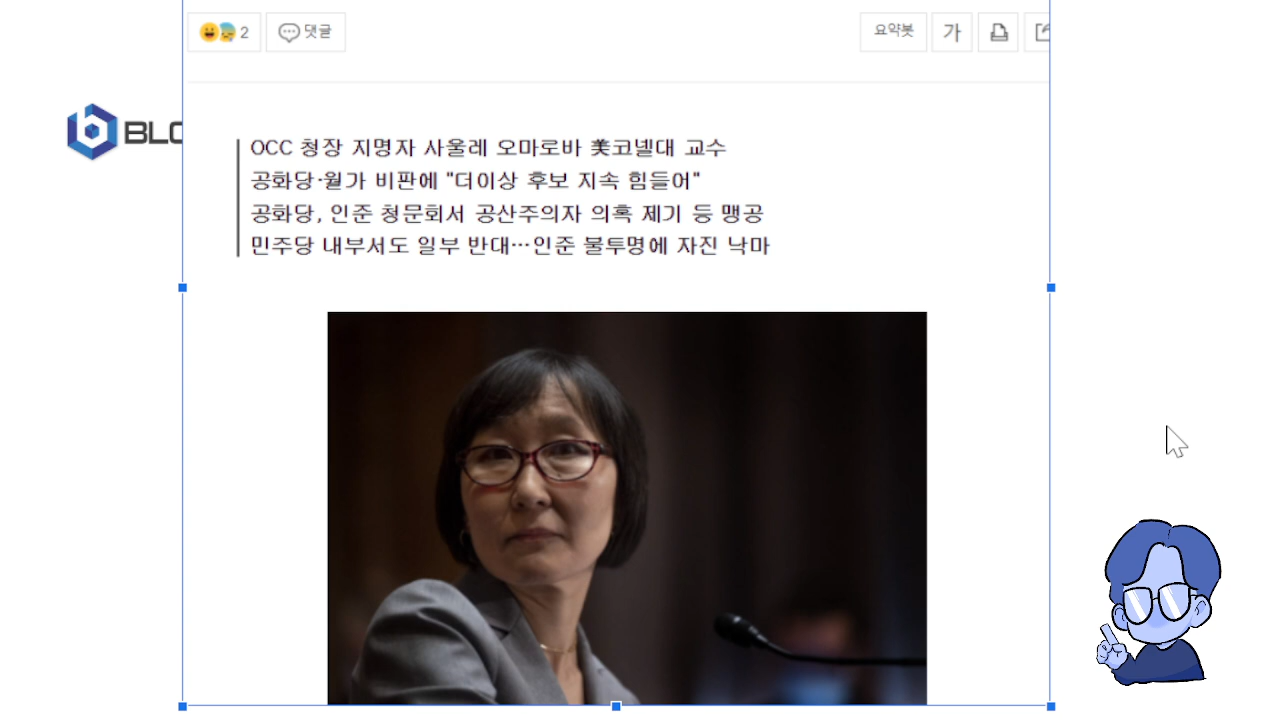 2
댓글
요약봇
가
BLO
OCC 청장 지명자 사울레 오마로바 美코넬대 교수
공화당·월가 비판에 "더이상 후보 지속 힘들어"
공화당, 인준 청문회서 공산주의자 의혹 제기 등 맹공
민주당 내부서도 일부 반대…인준 불투명에 자진 낙마